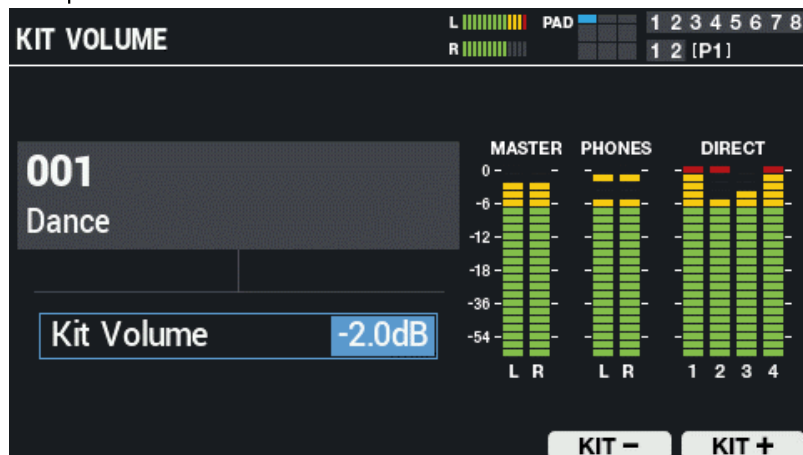 L PAD 1 2 3 4 5 6 7 8
KIT VOLUME
R 1 2 [P1]
MASTER PHONES DIRECT
001
Dance
0
-6
-12
-18
-36
-54
Kit Volume -2.0dB
L R L R 1 2 3 4
KIT − KIT +